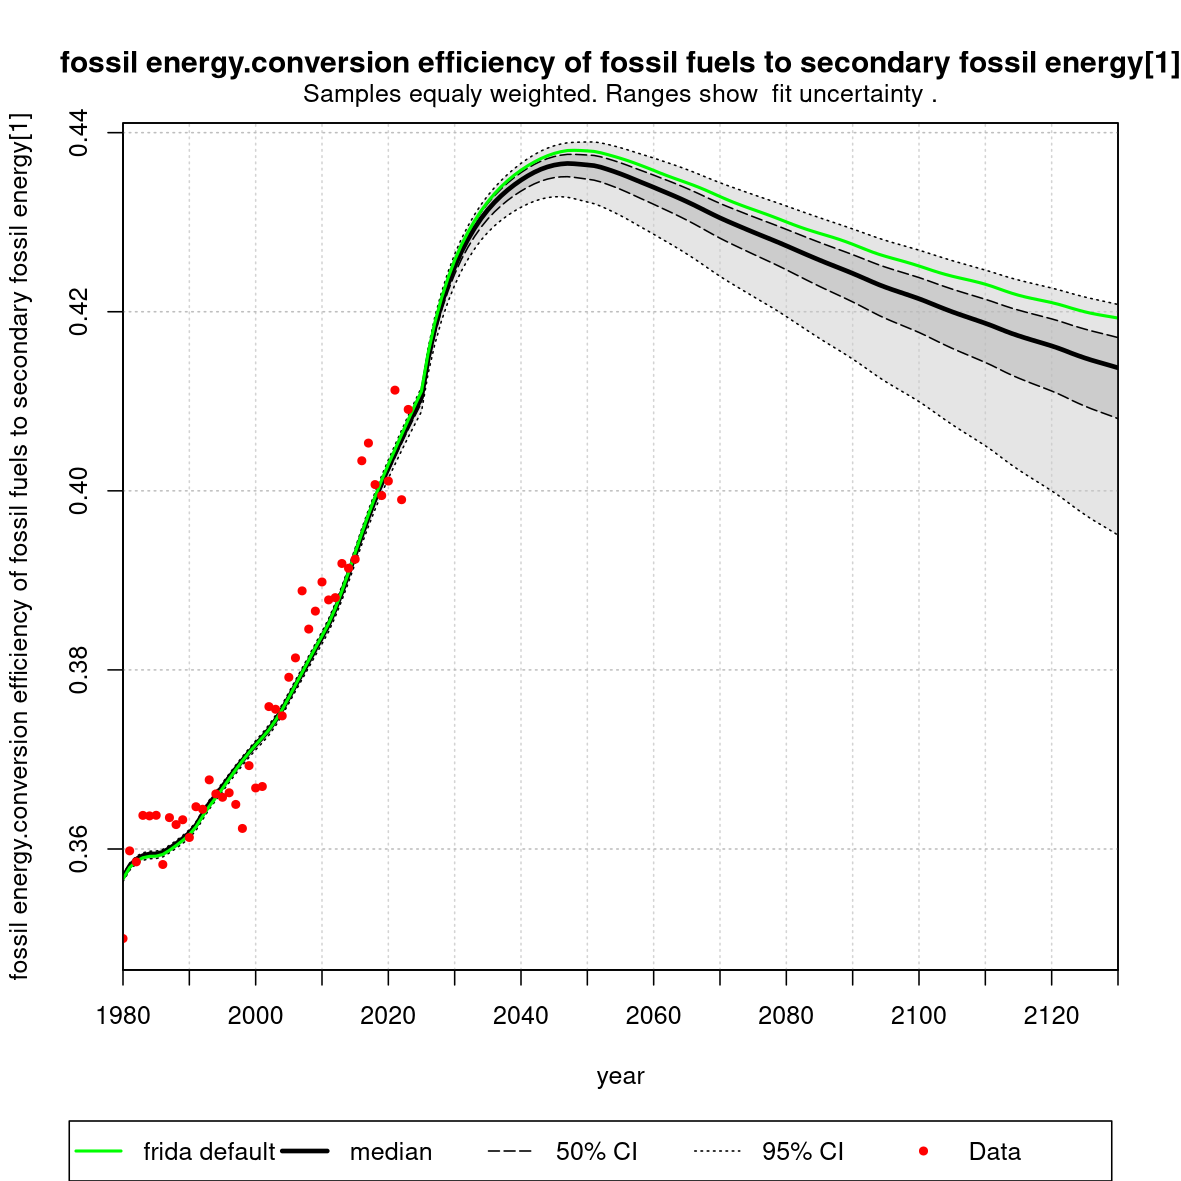 fossil energy.conversion efficiency of fossil fuels to secondary fossil energy[1]
Samples equaly weighted. Ranges show  fit uncertainty .
fossil energy.conversion efficiency of fossil fuels to secondary fossil energy[1]
0.44
0.42
0.40
0.38
0.36
1980 2000 2020 2040 2060 2080 2100 2120
year
frida default median 50% CI 95% CI Data